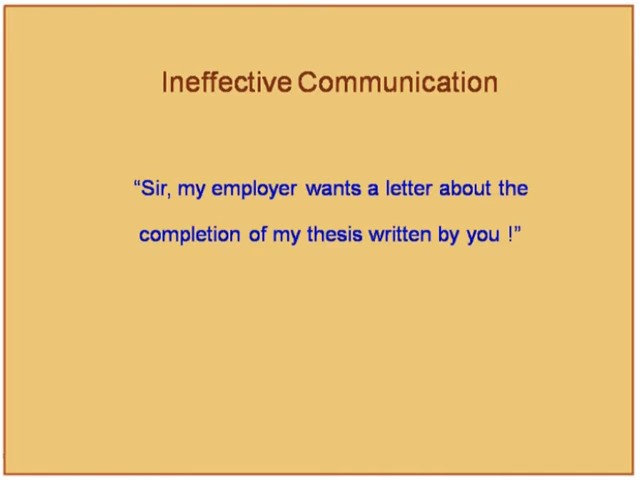 Ineffective Communication
“Sir, my employer wants a letter about the
completion of my thesis written by you !”